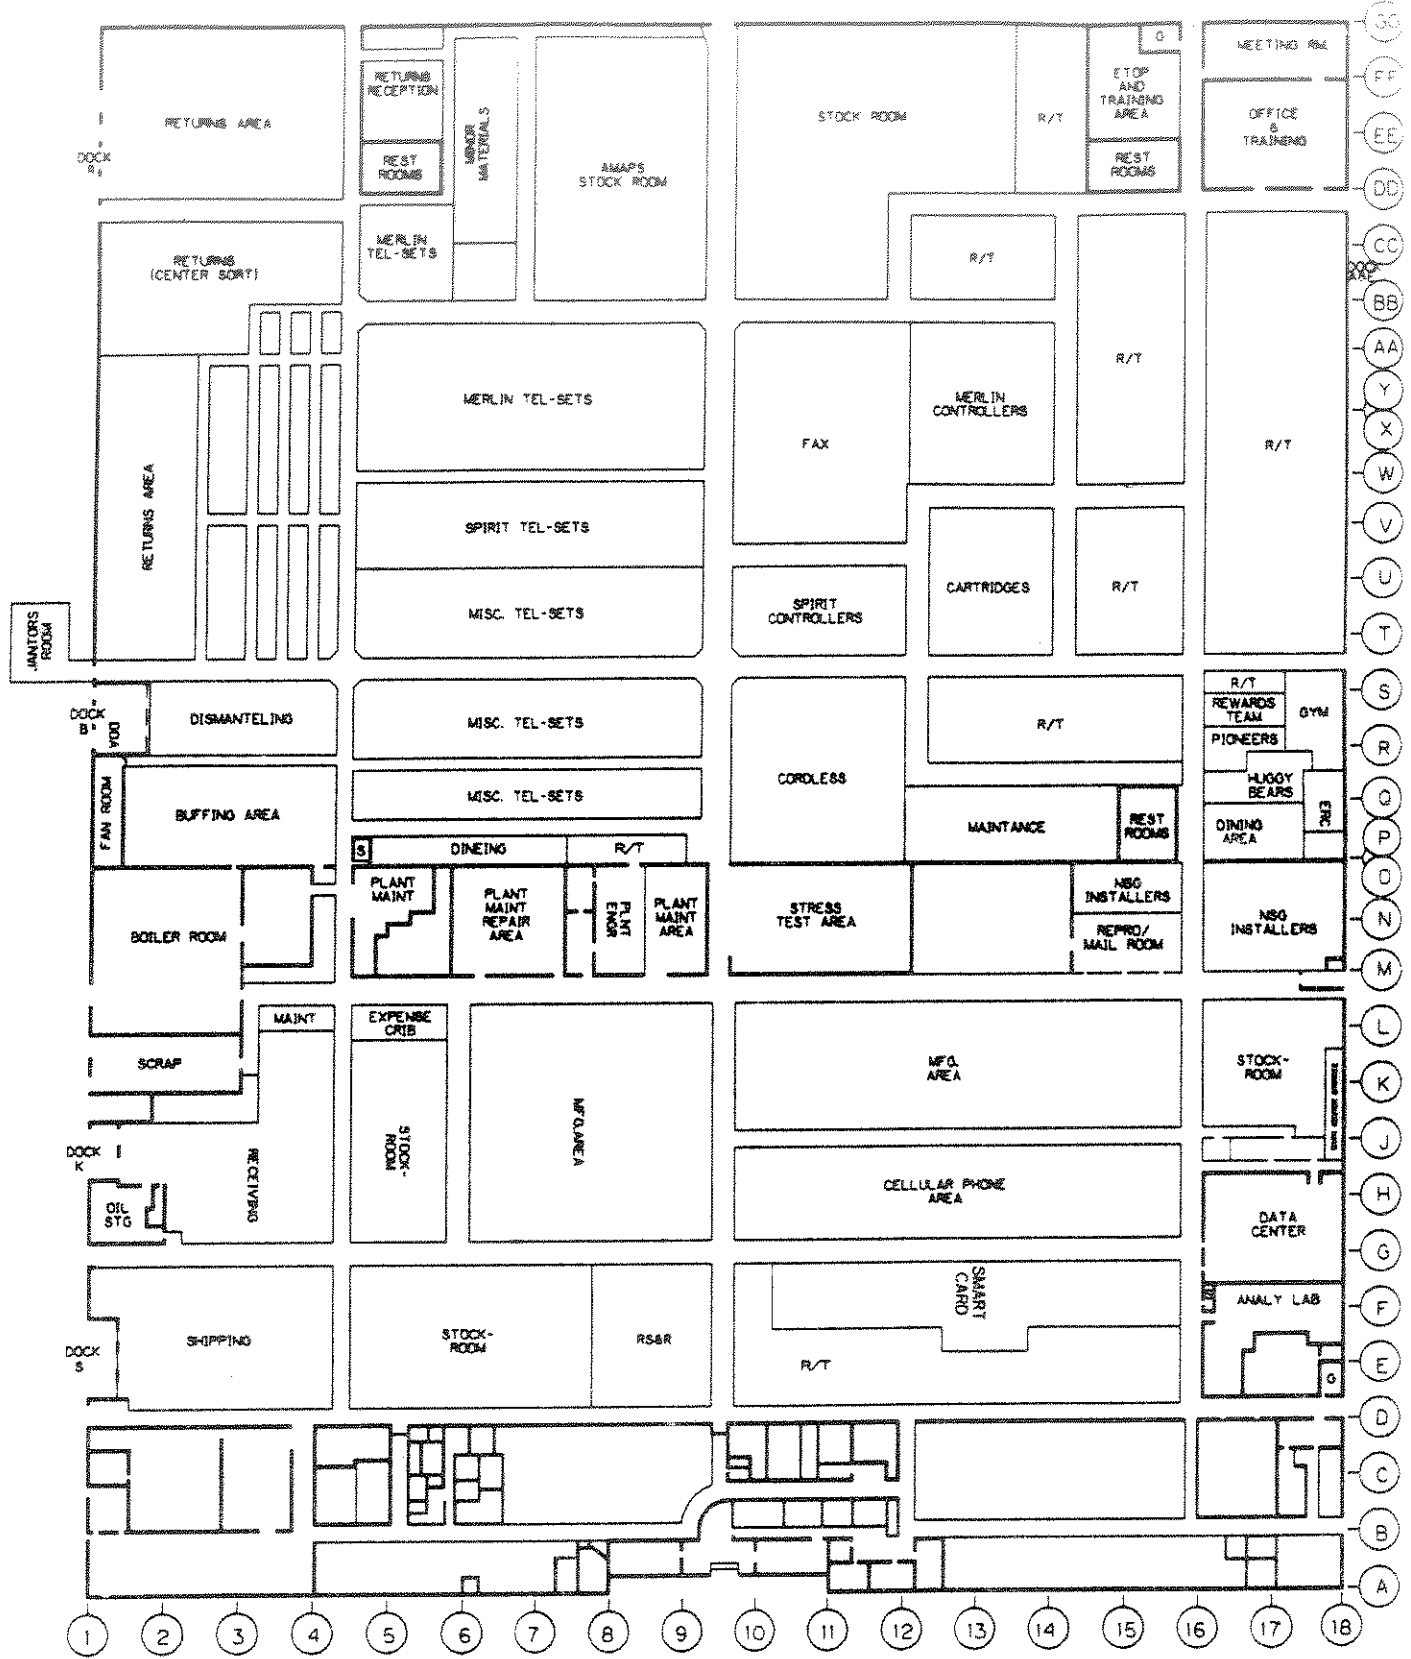 GG
G
MEETING RM.
RETURNS
RECEPTION
ETOP
AND
TRAINING
AREA
FF
RETURNS AREA
MINOR
MATERIALS
STOCK ROOM
R/T
OFFICE
&
TRAINING
EE
DOCK
R
REST
ROOMS
AMAPS
STOCK ROOM
REST
ROOMS
DD
MERLIN
TEL-SETS
RETURNS
(CENTER SORT)
R/T
CC
DOCK
BB
AA
R/T
MERLIN TEL-SETS
MERLIN
CONTROLLERS
Y
X
FAX
R/T
W
RETURNS AREA
SPIRIT TEL-SETS
V
CARTRIDGES
R/T
U
MISC. TEL-SETS
SPIRIT
CONTROLLERS
JANTORS
ROOM
T
R/T
S
DOCK
B
DDA
DISMANTELING
MISC. TEL-SETS
R/T
REWARDS
TEAM
GYM
PIONEERS
R
CORDLESS
HUGGY
BEARS
FAN ROOM
BUFFING AREA
MISC. TEL-SETS
ERC
Q
MAINTANCE
REST
ROOMS
DINING
AREA
P
S
DINEING
R/T
PLANT
MAINT
PLANT
MAINT
REPAIR
AREA
PLNT
ENGR
PLANT
MAINT
AREA
STRESS
TEST AREA
NSG
INSTALLERS
O
BOILER ROOM
REPRO/
MAIL ROOM
NSG
INSTALLERS
N
M
MAINT
EXPENSE
CRIB
L
SCRAP
MFG.
AREA
STOCK-
ROOM
K
DOCK
K
RECEIVING
STOCK-
ROOM
MFG.AREA
J
OIL
STG
CELLULAR PHONE
AREA
H
DATA
CENTER
G
SMART
CARD
ANALY LAB
F
SHIPPING
STOCK-
ROOM
RS&R
DOCK
S
R/T
E
G
D
C
B
A
1
2
3
4
5
6
7
8
9
10
11
12
13
14
15
16
17
18